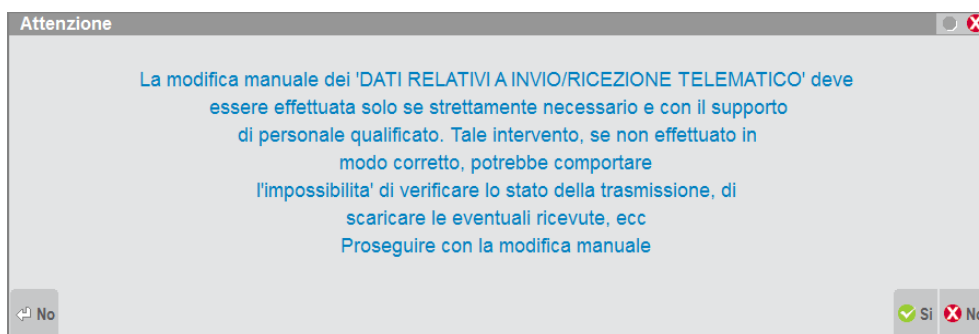 Attenzione
La modifica manuale dei 'DATI RELATIVI A INVIO/RICEZIONE TELEMATICO' deve
essere effettuata solo se strettamente necessario e con il supporto
di personale qualificato. Tale intervento, se non effettuato in
modo corretto, potrebbe comportare
l'impossibilita' di verificare lo stato della trasmissione, di
scaricare le eventuali ricevute, ecc
Proseguire con la modifica manuale
No Si No